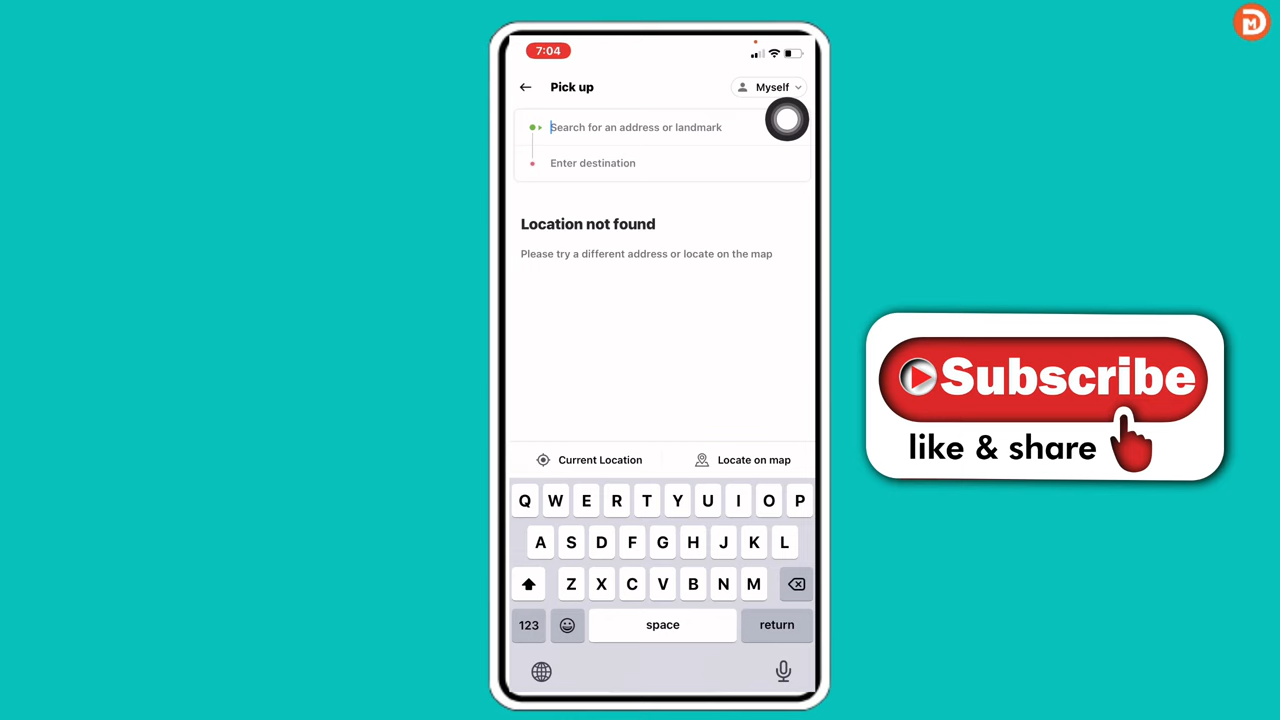 7:04
Pick up
Myself
Search for an address or landmark
Enter destination
Location not found
Please try a different address or locate on the map
Current Location
Locate on map
Q W E R T Y U I O P
A S D F G H J K L
Z X C V B N M
123
space
return
Subscribe
like & share